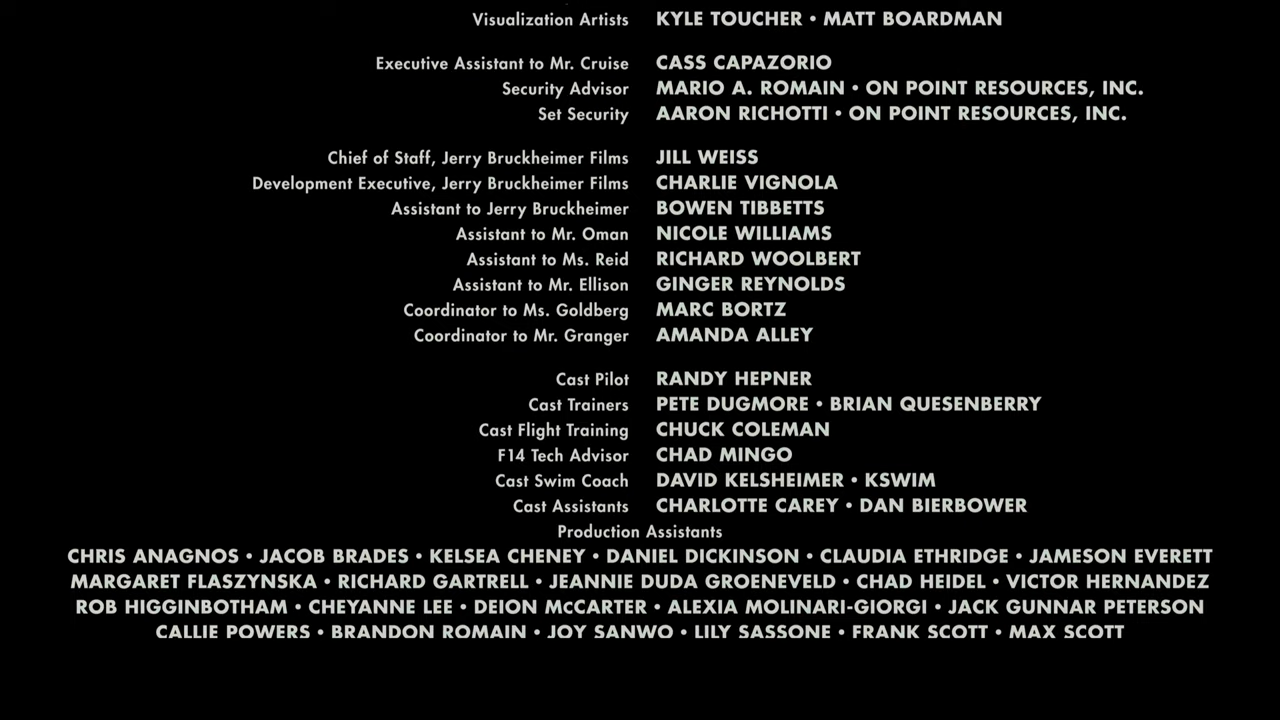 Visualization Artists KYLE TOUCHER • MATT BOARDMAN
Executive Assistant to Mr. Cruise CASS CAPAZORIO
Security Advisor MARIO A. ROMAIN • ON POINT RESOURCES, INC.
Set Security AARON RICHOTTI • ON POINT RESOURCES, INC.
Chief of Staff, Jerry Bruckheimer Films JILL WEISS
Development Executive, Jerry Bruckheimer Films CHARLIE VIGNOLA
Assistant to Jerry Bruckheimer BOWEN TIBBETTS
Assistant to Mr. Oman NICOLE WILLIAMS
Assistant to Ms. Reid RICHARD WOOLBERT
Assistant to Mr. Ellison GINGER REYNOLDS
Coordinator to Ms. Goldberg MARC BORTZ
Coordinator to Mr. Granger AMANDA ALLEY
Cast Pilot RANDY HEPNER
Cast Trainers PETE DUGMORE • BRIAN QUESENBERRY
Cast Flight Training CHUCK COLEMAN
F14 Tech Advisor CHAD MINGO
Cast Swim Coach DAVID KELSHEIMER • KSWIM
Cast Assistants CHARLOTTE CAREY • DAN BIERBOWER
Production Assistants
CHRIS ANAGNOS • JACOB BRADES • KELSEA CHENEY • DANIEL DICKINSON • CLAUDIA ETHRIDGE • JAMESON EVERETT
MARGARET FLASZYNSKA • RICHARD GARTRELL • JEANNIE DUDA GROENEVELD • CHAD HEIDEL • VICTOR HERNANDEZ
ROB HIGGINBOTHAM • CHEYANNE LEE • DEION McCARTER • ALEXIA MOLINARI-GIORGI • JACK GUNNAR PETERSON
CALLIE POWERS • BRANDON ROMAIN • JOY SANWO • LILY SASSONE • FRANK SCOTT • MAX SCOTT